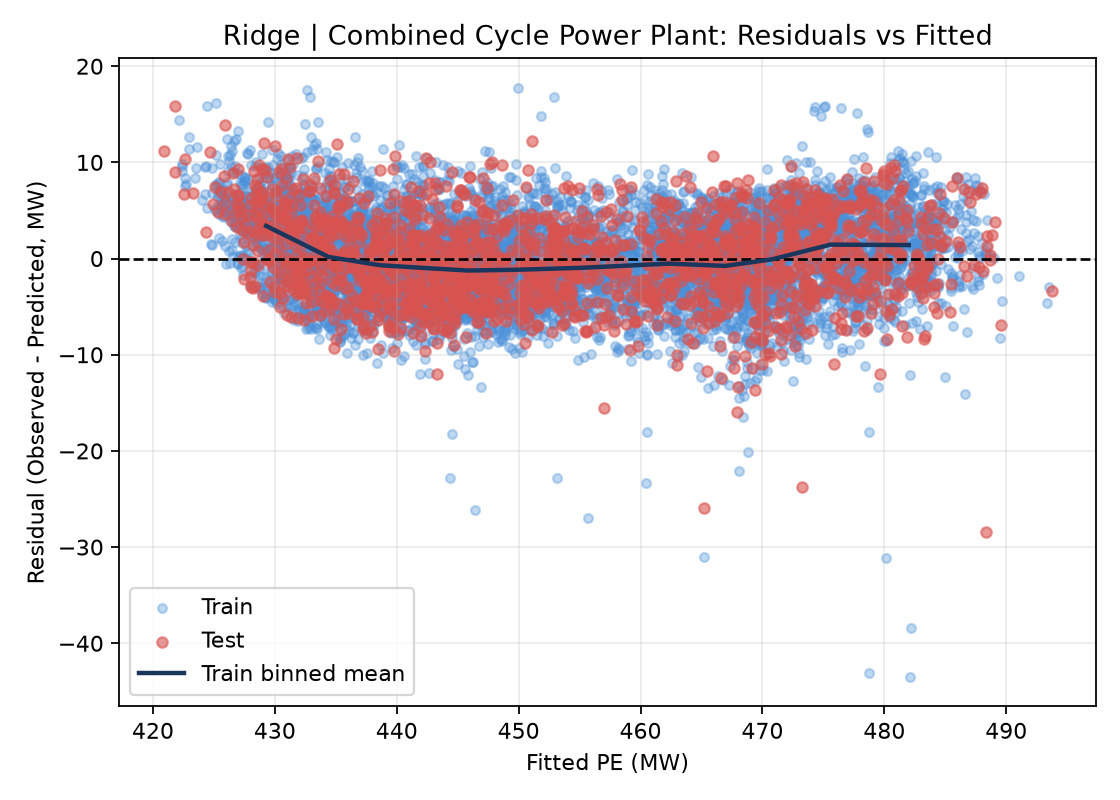 Ridge | Combined Cycle Power Plant: Residuals vs Fitted
Residual (Observed - Predicted, MW)
20
10
0
−10
−20
−30
−40
Train
Test
Train binned mean
420 430 440 450 460 470 480 490
Fitted PE (MW)